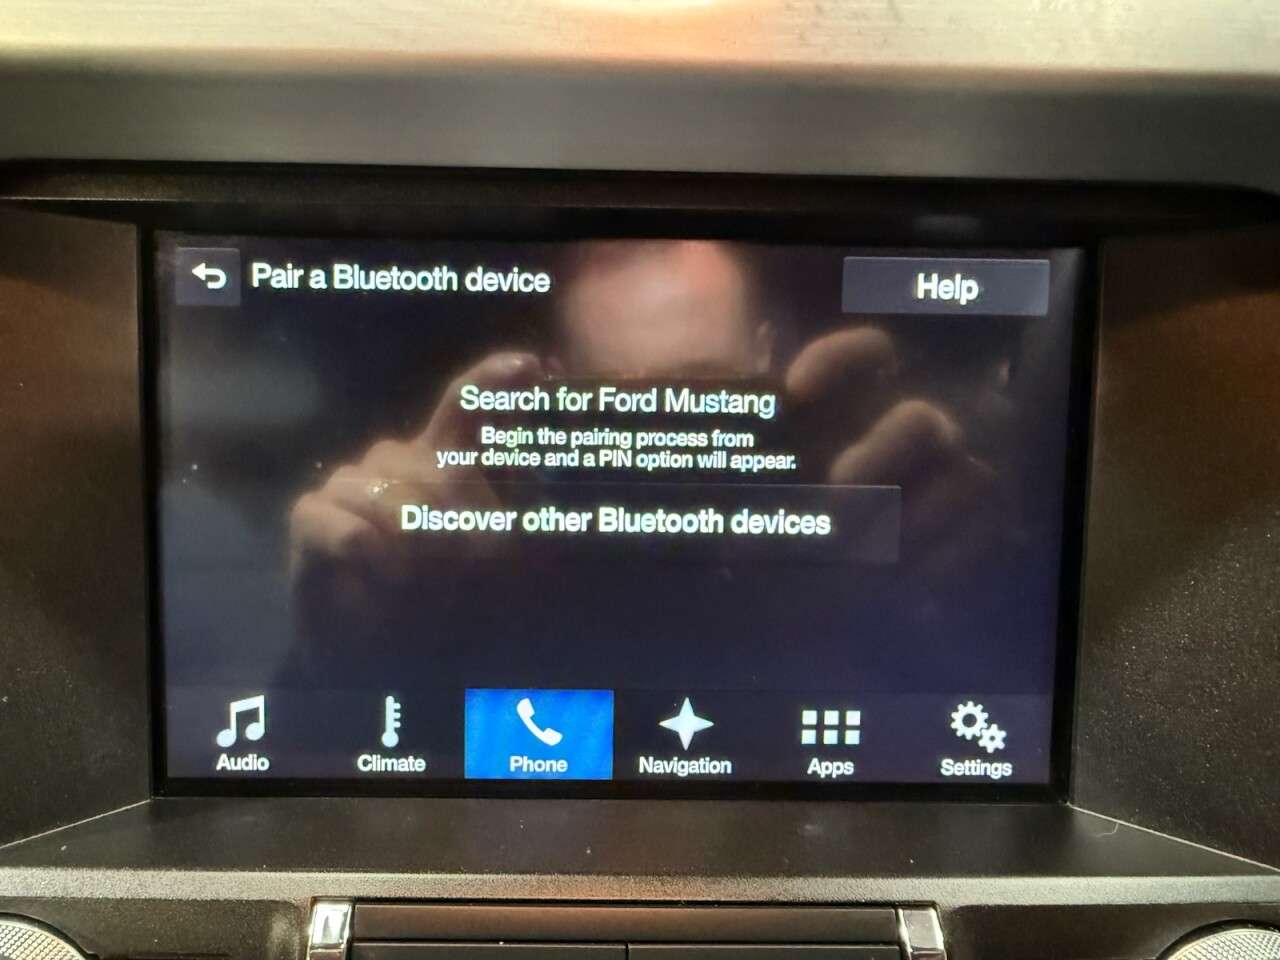 Pair a Bluetooth device
Help
Search for Ford Mustang
Begin the pairing process from
your device and a PIN option will appear.
Discover other Bluetooth devices
Audio
Climate
Phone
Navigation
Apps
Settings